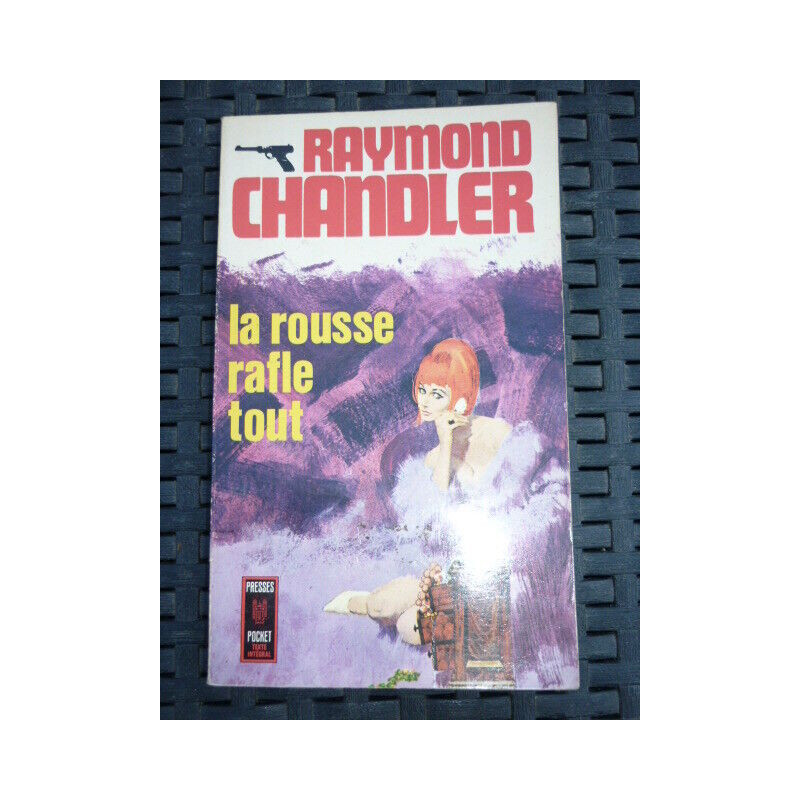 RAYMOND
CHANDLER
la rousse
rafle
tout
PRESSES
POCKET
TEXTE
INTÉGRAL